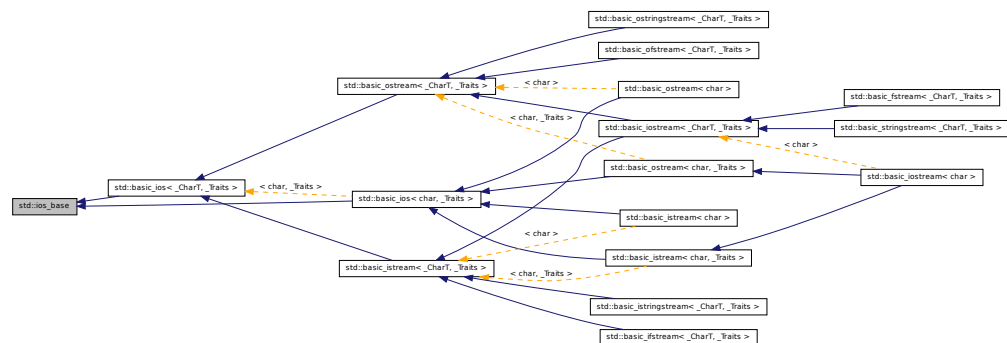 std::basic_ostringstream< _CharT, _Traits >
std::basic_ofstream< _CharT, _Traits >
std::basic_ostream< _CharT, _Traits >
< char >
std::basic_ostream< char >
std::basic_fstream< _CharT, _Traits >
< char, _Traits >
std::basic_iostream< _CharT, _Traits >
std::basic_stringstream< _CharT, _Traits >
< char >
std::basic_ostream< char, _Traits >
std::basic_iostream< char >
std::basic_ios< _CharT, _Traits >
< char, _Traits >
std::basic_ios< char, _Traits >
std::ios_base
std::basic_istream< char >
< char >
std::basic_istream< char, _Traits >
std::basic_istream< _CharT, _Traits >
< char, _Traits >
std::basic_istringstream< _CharT, _Traits >
std::basic_ifstream< _CharT, _Traits >